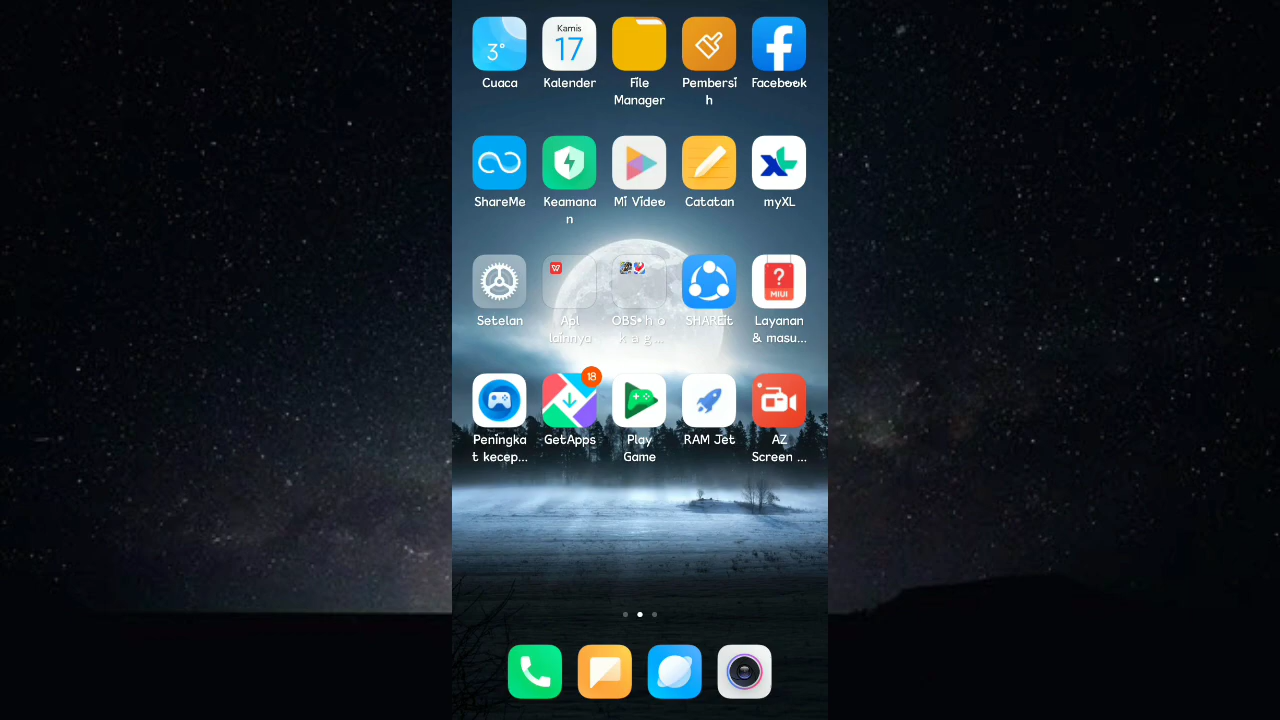 3°
Kamis
17
Cuaca
Kalender
File
Manager
Pembersi
h
Facebook
ShareMe
Keamana
n
Mi Video
Catatan
myXL
?
MIUI
Setelan
Apl
lainnya
OBS• h o
k a g ...
SHAREit
Layanan
& masu...
18
Peningka
t kecep...
GetApps
Play
Game
RAM Jet
AZ
Screen ...